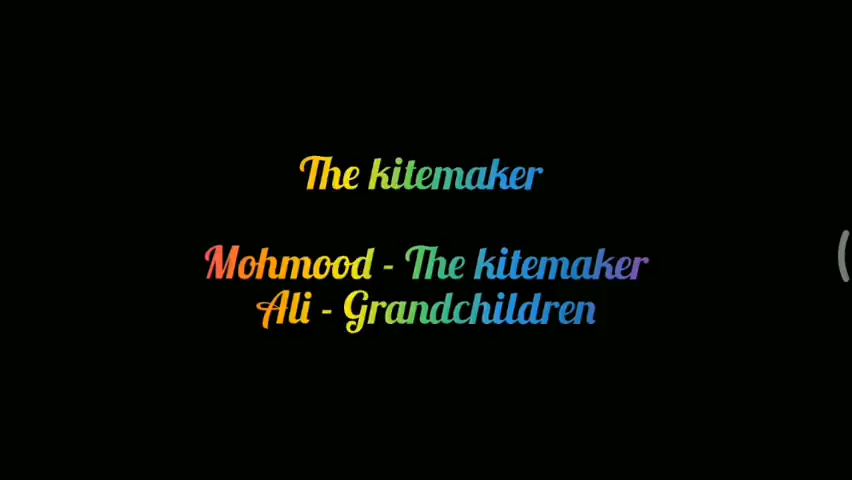 The kitemaker
Mohmood - The kitemaker
Ali - Grandchildren